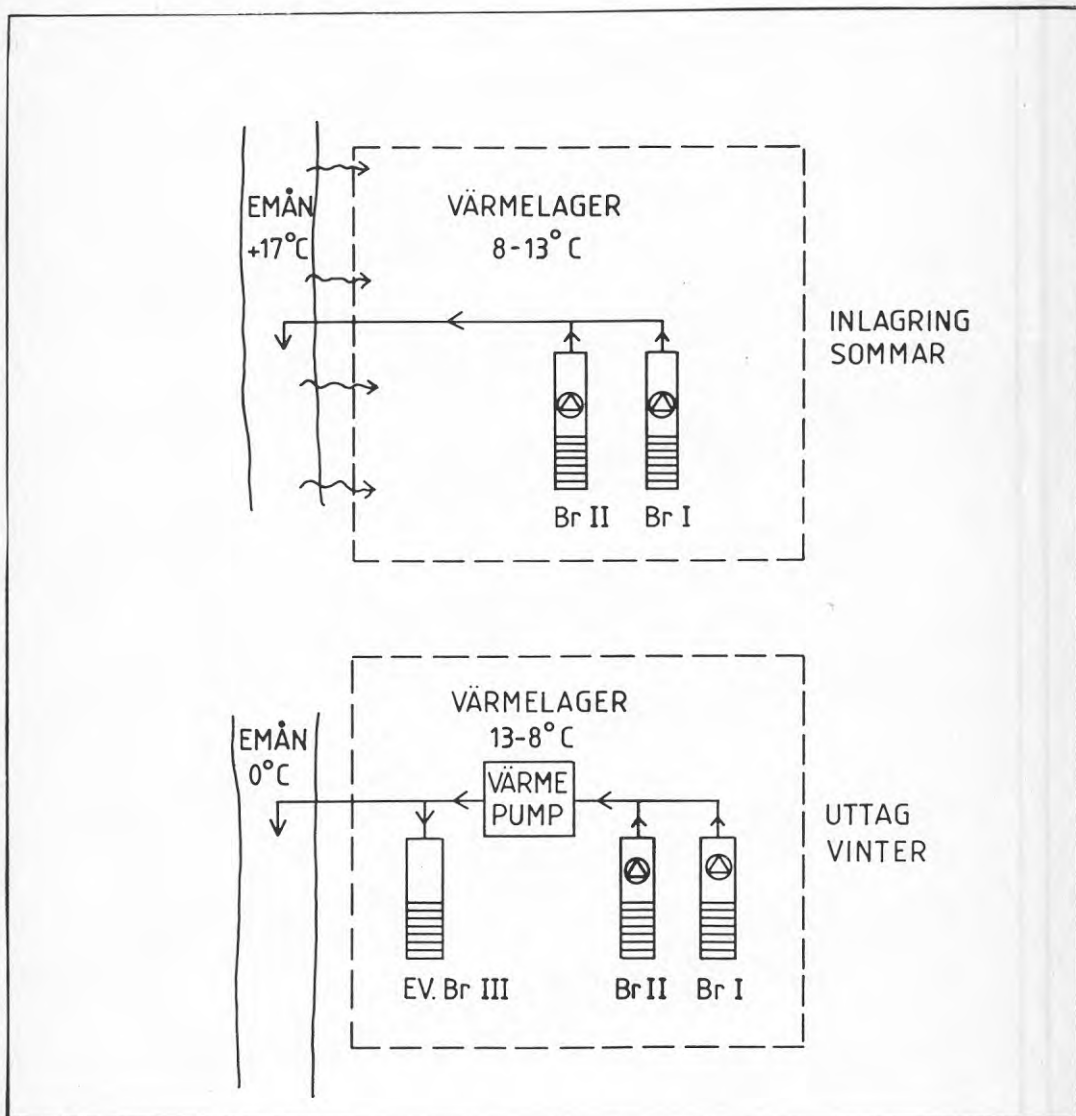 EMÅN
+17°C
VÄRMELAGER
8-13°C
INLAGRING
SOMMAR
Br II
Br I
VÄRMELAGER
13-8°C
EMÅN
0°C
VÄRME
PUMP
UTTAG
VINTER
EV. Br III
Br II
Br I